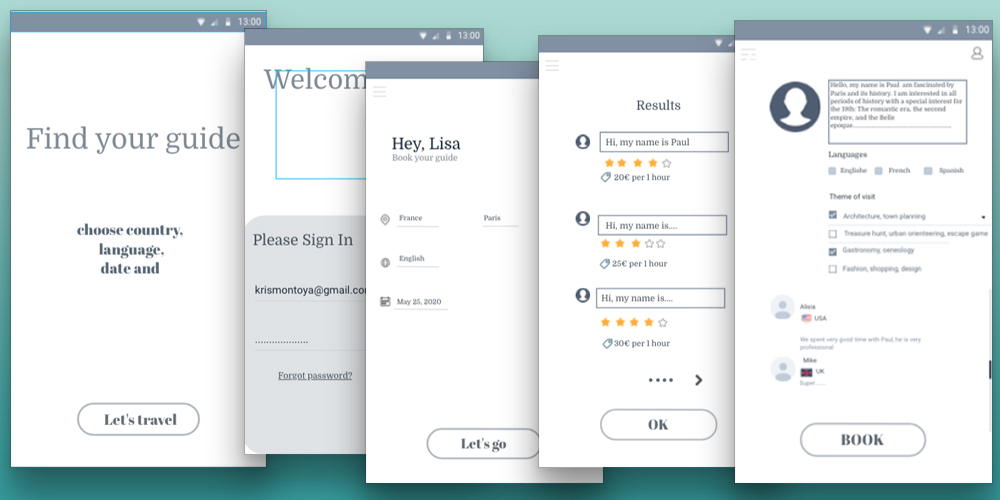 13:00
Find your guide
choose country,
language,
date and
Let's travel
13:00
Welcom
Please Sign In
krismontoya@gmail.co
...................
Forgot password?
Hey, Lisa
Book your guide
France
Paris
English
May 25, 2020
Let's go
Results
Hi, my name is Paul
20€ per 1 hour
Hi, my name is....
25€ per 1 hour
Hi, my name is....
30€ per 1 hour
OK
13:00
Hello, my name is Paul am fascinated by
Paris and its history. I am interested in all
periods of history with a special interest for
the 19th: The romantic era, the second
empire, and the Belle
epoque........................................
Languages
Englishe
French
Spanish
Theme of visit
Architecture, town planning
Treasure hunt, urban orienteering, escape game
Gastronomy, oeneology
Fashion, shopping, design
Alisia
USA
We spent very good time with Paul, he is very
professional
Mike
UK
Super......
BOOK